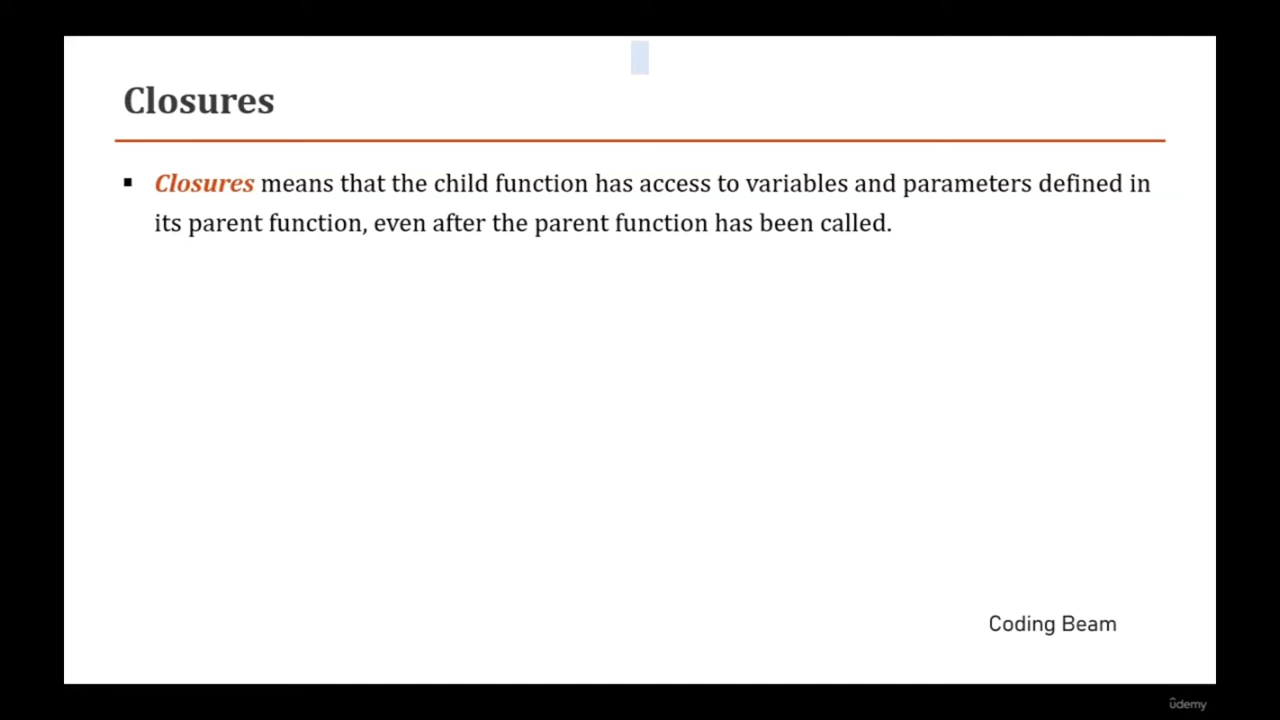 Closures
▪ Closures means that the child function has access to variables and parameters defined in
its parent function, even after the parent function has been called.
Coding Beam
ûdemy